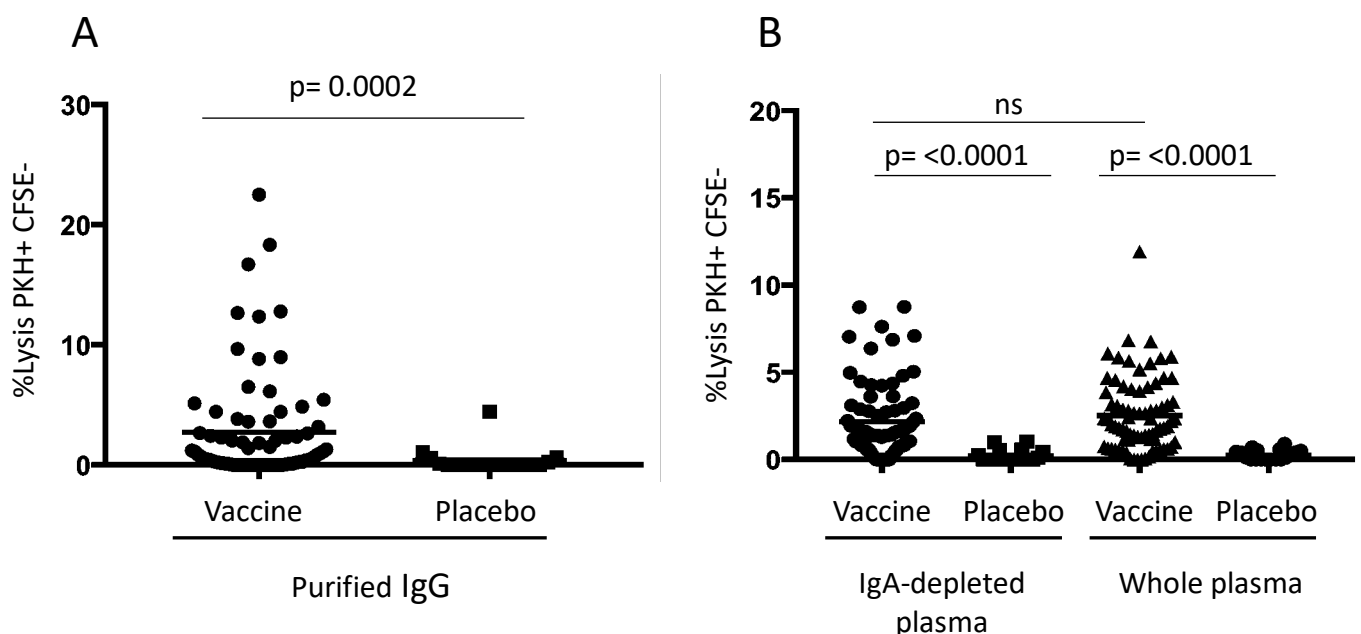 A
p= 0.0002
30
20
10
0
%Lysis PKH+ CFSE-
Vaccine
Placebo
Purified IgG
B
ns
p= <0.0001
p= <0.0001
20
15
10
5
0
%Lysis PKH+ CFSE-
Vaccine
Placebo
Vaccine
Placebo
IgA-depleted
plasma
Whole plasma